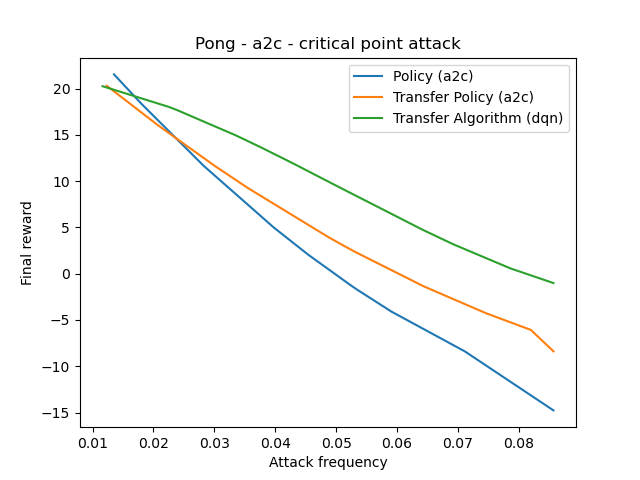 Pong - a2c - critical point attack
Policy (a2c)
Transfer Policy (a2c)
Transfer Algorithm (dqn)
Final reward
20
15
10
5
0
−5
−10
−15
0.01 0.02 0.03 0.04 0.05 0.06 0.07 0.08
Attack frequency